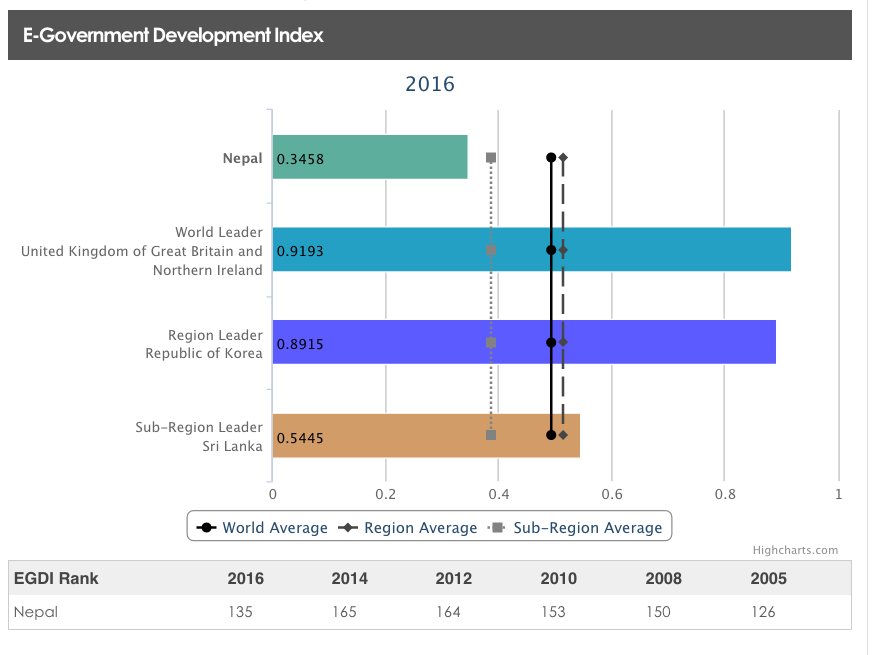 E-Government Development Index
2016
Nepal
0.3458
World Leader
United Kingdom of Great Britain and
Northern Ireland
0.9193
Region Leader
Republic of Korea
0.8915
Sub-Region Leader
Sri Lanka
0.5445
0 0.2 0.4 0.6 0.8 1
World Average Region Average Sub-Region Average
Highcharts.com
EGDI Rank 2016 2014 2012 2010 2008 2005
Nepal 135 165 164 153 150 126